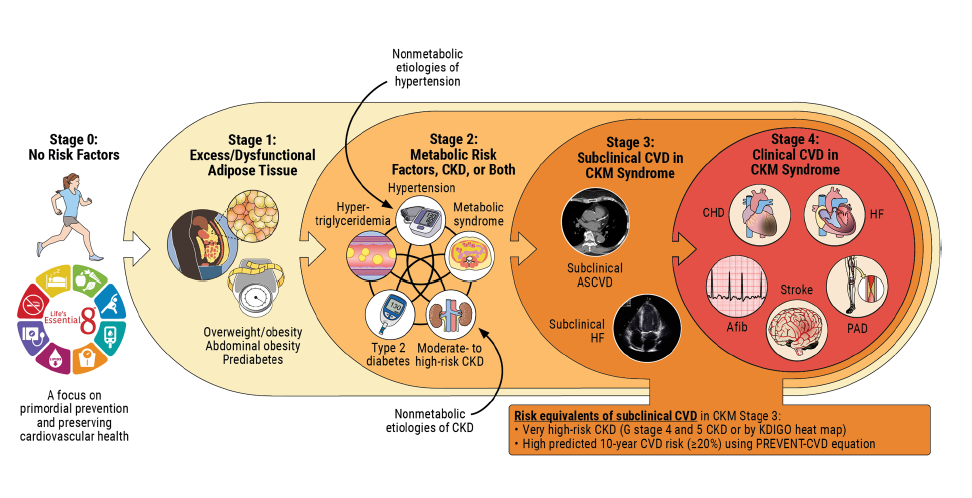 Nonmetabolic
etiologies of
hypertension
Stage 0:
No Risk Factors
Life's
Essential
8
A focus on
primordial prevention
and preserving
cardiovascular health
Stage 1:
Excess/Dysfunctional
Adipose Tissue
Overweight/obesity
Abdominal obesity
Prediabetes
Stage 2:
Metabolic Risk
Factors, CKD, or Both
Hypertension
Hyper-
triglyceridemia
Metabolic
syndrome
130
Type 2
diabetes
Moderate- to
high-risk CKD
Nonmetabolic
etiologies of CKD
Stage 3:
Subclinical CVD in
CKM Syndrome
Subclinical
ASCVD
Subclinical
HF
Stage 4:
Clinical CVD in
CKM Syndrome
CHD
HF
Afib
Stroke
PAD
Risk equivalents of subclinical CVD in CKM Stage 3:
• Very high-risk CKD (G stage 4 and 5 CKD or by KDIGO heat map)
• High predicted 10-year CVD risk (≥20%) using PREVENT-CVD equation